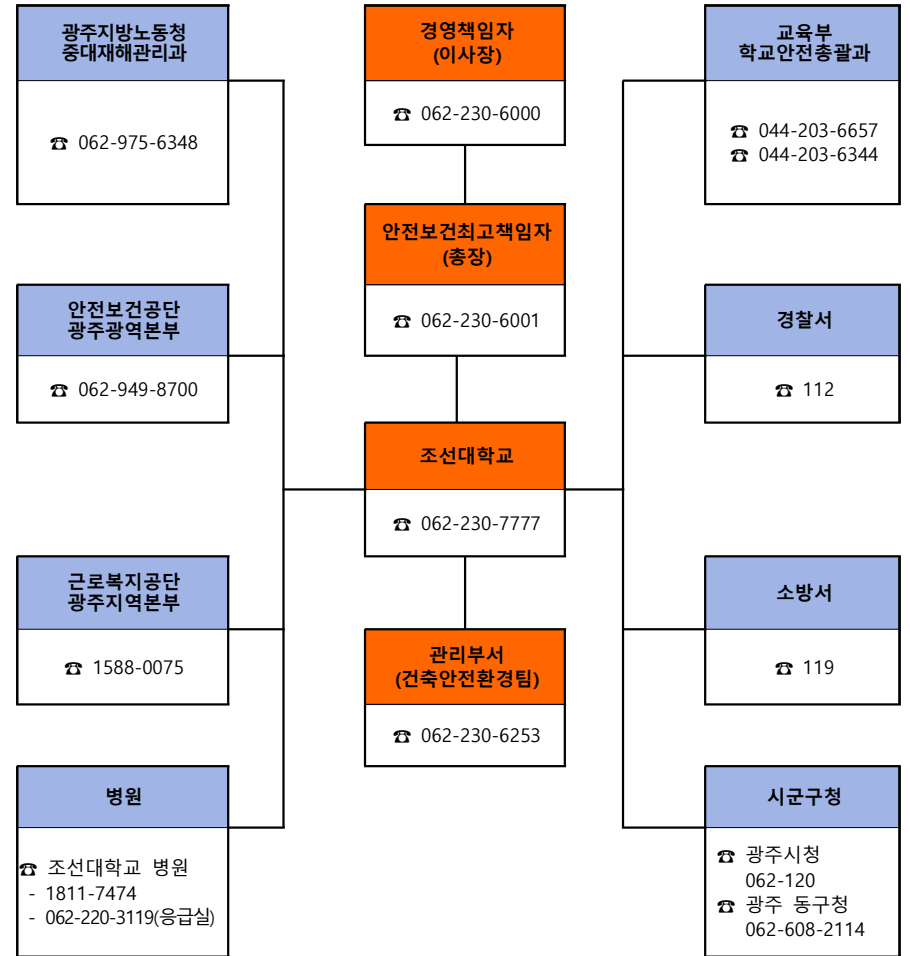 광주지방노동청
중대재해관리과
☎ 062-975-6348
경영책임자
(이사장)
☎ 062-230-6000
교육부
학교안전총괄과
☎ 044-203-6657
☎ 044-203-6344
안전보건최고책임자
(총장)
☎ 062-230-6001
안전보건공단
광주광역본부
☎ 062-949-8700
경찰서
☎ 112
조선대학교
☎ 062-230-7777
근로복지공단
광주지역본부
☎ 1588-0075
소방서
☎ 119
관리부서
(건축안전환경팀)
☎ 062-230-6253
병원
☎ 조선대학교 병원
- 1811-7474
- 062-220-3119(응급실)
시군구청
☎ 광주시청
062-120
☎ 광주 동구청
062-608-2114